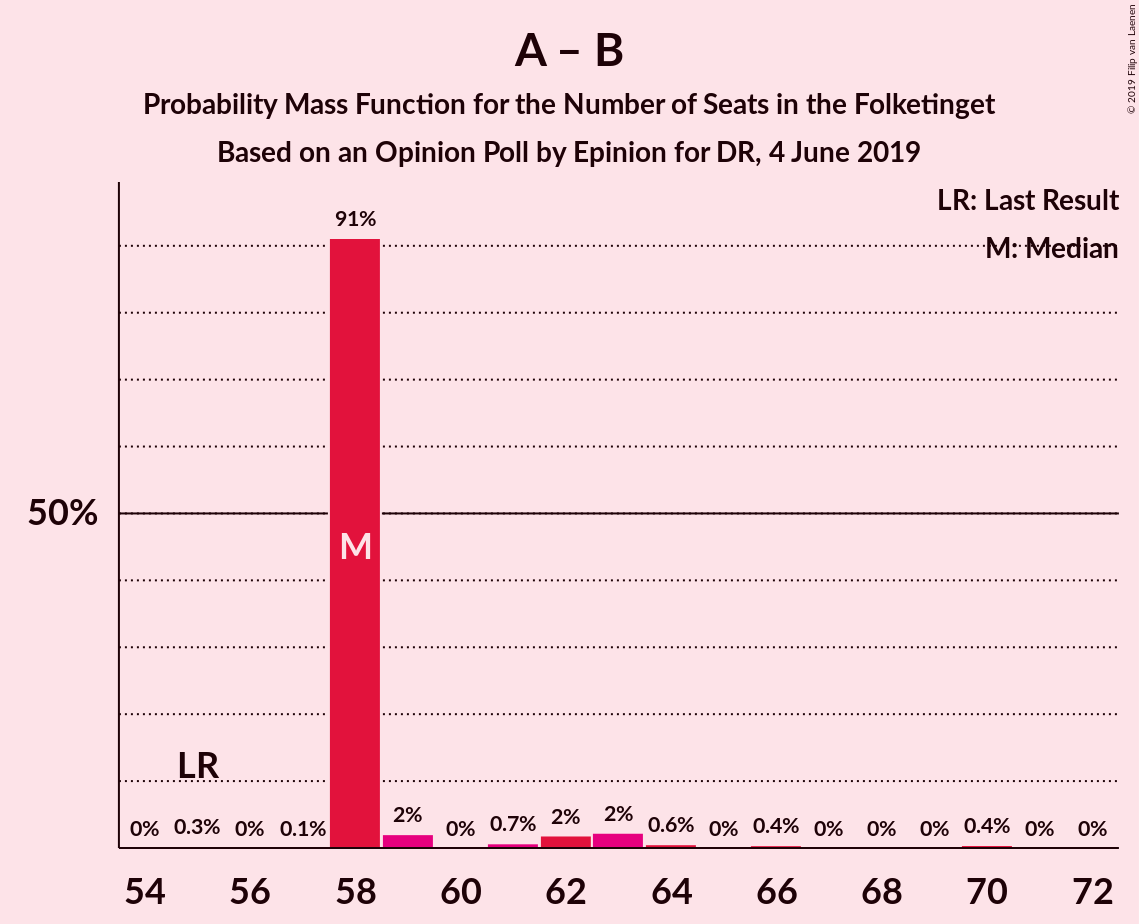 A – B
Probability Mass Function for the Number of Seats in the Folketinget
Based on an Opinion Poll by Epinion for DR, 4 June 2019
© 2019 Filip van Laenen
LR: Last Result
M: Median
91%
50%
M
LR
0% 0.3% 0% 0.1% 2% 0% 0.7% 2% 2% 0.6% 0% 0.4% 0% 0% 0% 0.4% 0% 0%
54 56 58 60 62 64 66 68 70 72